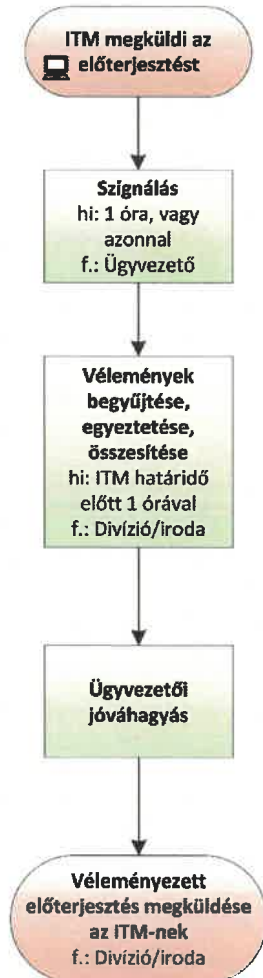 ITM megküldi az
előterjesztést
Szignálás
hi: 1 óra, vagy
azonnal
f.: Ügyvezető
Vélemények
begyűjtése,
egyeztetése,
összesítése
hi: ITM határidő
előtt 1 órával
f.: Divízió/iroda
Ügyvezetői
jóváhagyás
Véleményezett
előterjesztés megküldése
az ITM-nek
f.: Divízió/iroda